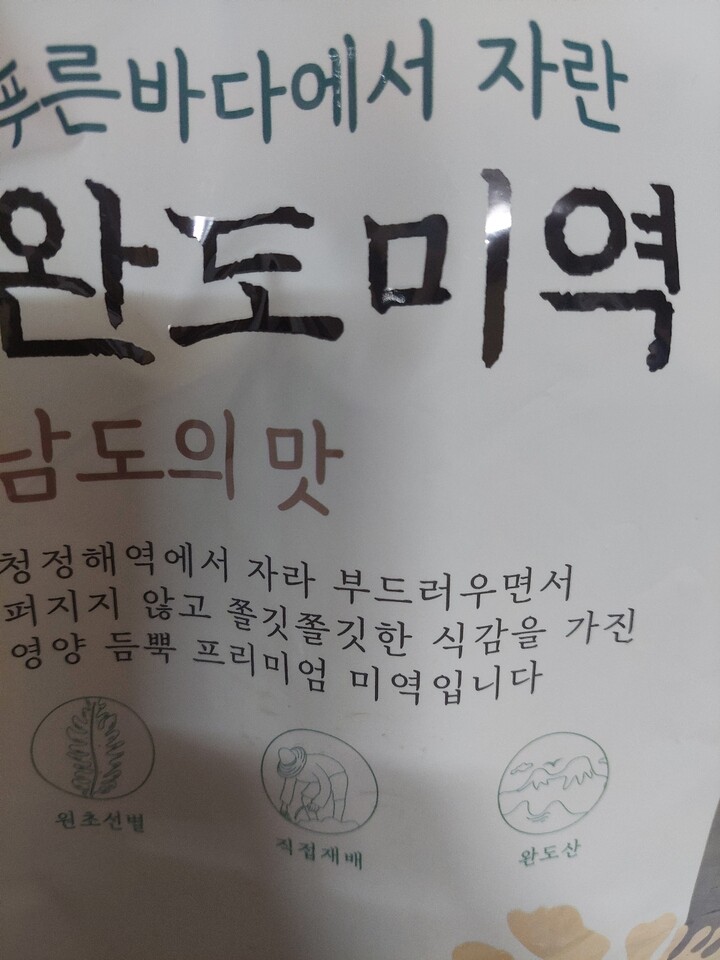 푸른바다에서 자란
완도미역
남도의 맛
청정해역에서 자라 부드러우면서
퍼지지 않고 쫄깃쫄깃한 식감을 가진
영양 듬뿍 프리미엄 미역입니다
원초선별
직접재배
완도산